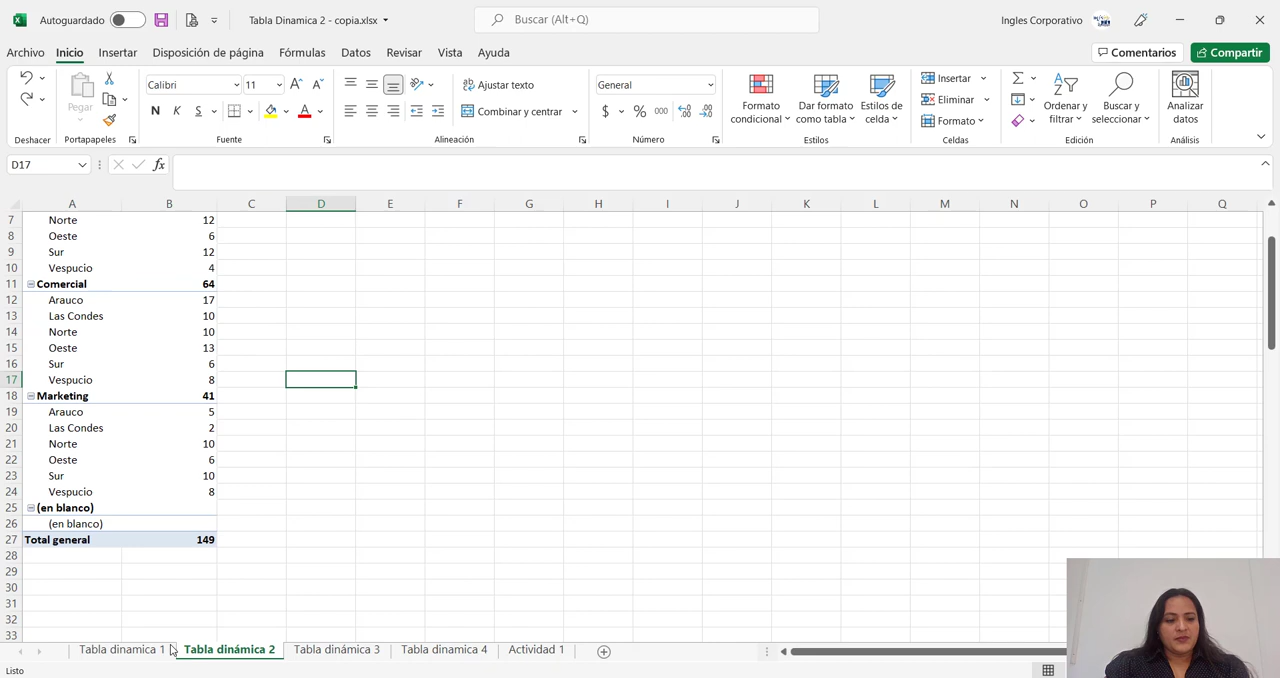 Autoguardado Tabla Dinamica 2 - copia.xlsx Buscar (Alt+Q) Ingles Corporativo
Archivo Inicio Insertar Disposición de página Fórmulas Datos Revisar Vista Ayuda Comentarios Compartir
Pegar Calibri 11 Ajustar texto General Formato condicional Dar formato como tabla Estilos de celda Insertar Ordenar y filtrar Buscar y seleccionar Analizar datos
N K S Combinar y centrar $ % 000 Eliminar
Formato
Deshacer Portapapeles Fuente Alineación Número Estilos Celdas Edición Análisis
D17 fx
A B C D E F G H I J K L M N O P Q
7 Norte 12
8 Oeste 6
9 Sur 12
10 Vespucio 4
11 Comercial 64
12 Arauco 17
13 Las Condes 10
14 Norte 10
15 Oeste 13
16 Sur 6
17 Vespucio 8
18 Marketing 41
19 Arauco 5
20 Las Condes 2
21 Norte 10
22 Oeste 6
23 Sur 10
24 Vespucio 8
25 (en blanco)
26 (en blanco)
27 Total general 149
28
29
30
31
32
33
Tabla dinamica 1 Tabla dinámica 2 Tabla dinámica 3 Tabla dinamica 4 Actividad 1
Listo